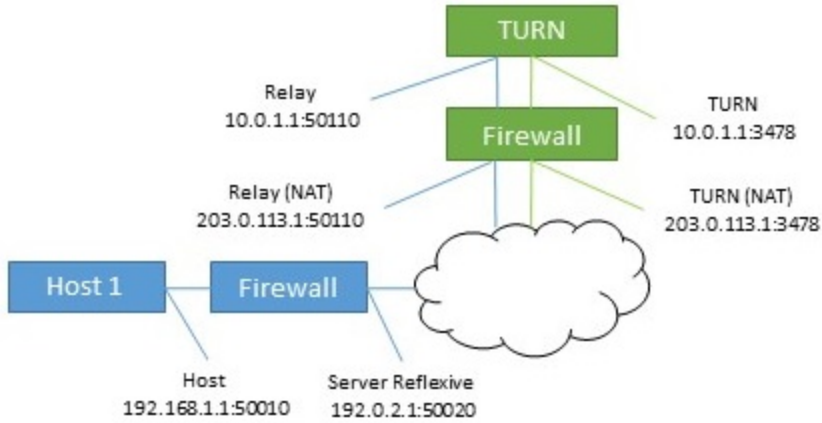 TURN
Relay
10.0.1.1:50110
TURN
10.0.1.1:3478
Firewall
Relay (NAT)
203.0.113.1:50110
TURN (NAT)
203.0.113.1:3478
Host 1
Firewall
Host
192.168.1.1:50010
Server Reflexive
192.0.2.1:50020